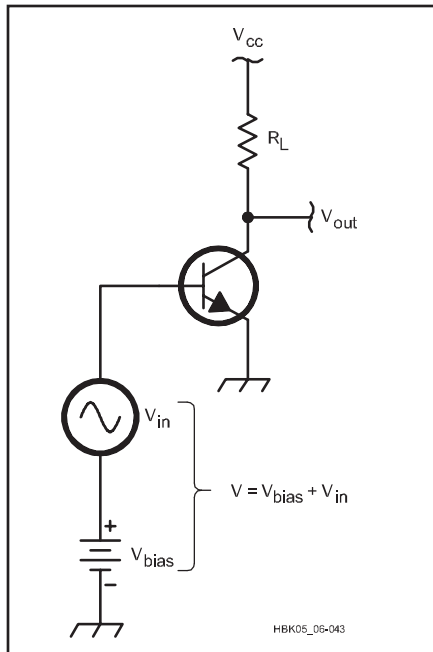 Vcc
RL
Vout
Vin
V = Vbias + Vin
+
Vbias
-
HBK05_06-043